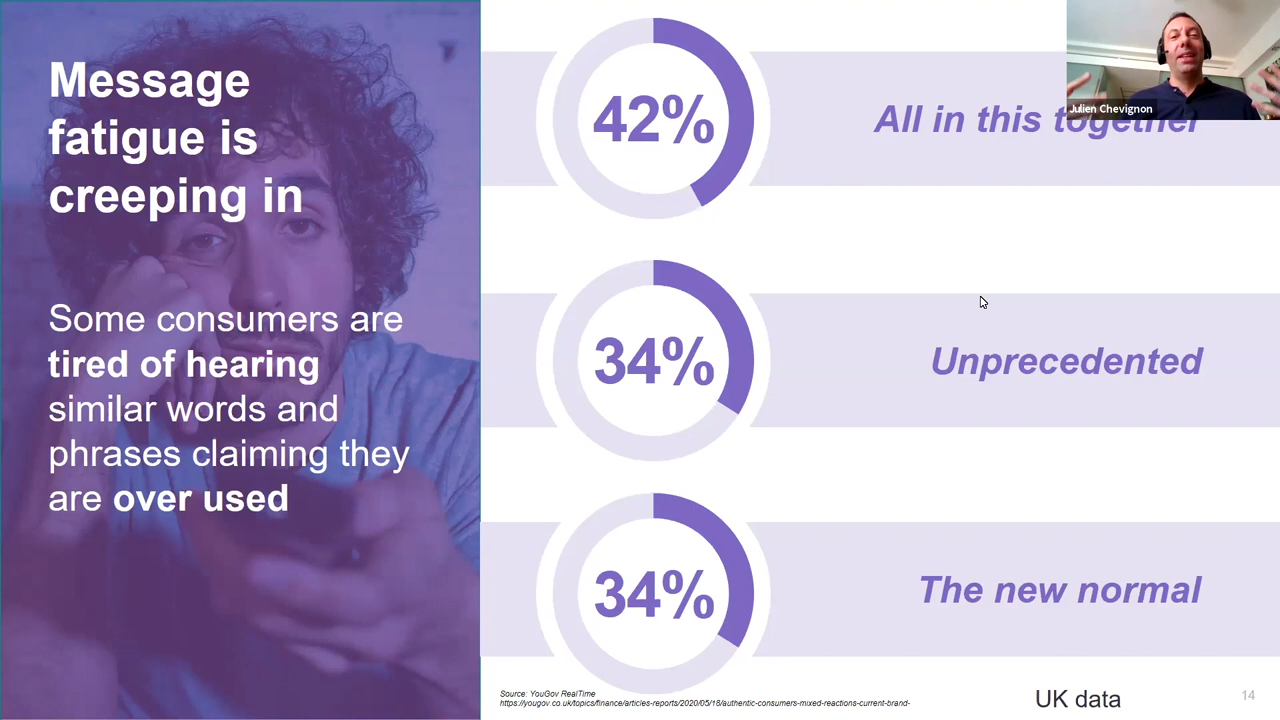 Message
fatigue is
creeping in
Some consumers are
tired of hearing
similar words and
phrases claiming they
are over used
42%
All in this together
Julien Chevignon
34%
Unprecedented
34%
The new normal
Source: YouGov RealTime
https://yougov.co.uk/topics/finance/articles-reports/2020/05/18/authentic-consumers-mixed-reactions-current-brand-
UK data
14